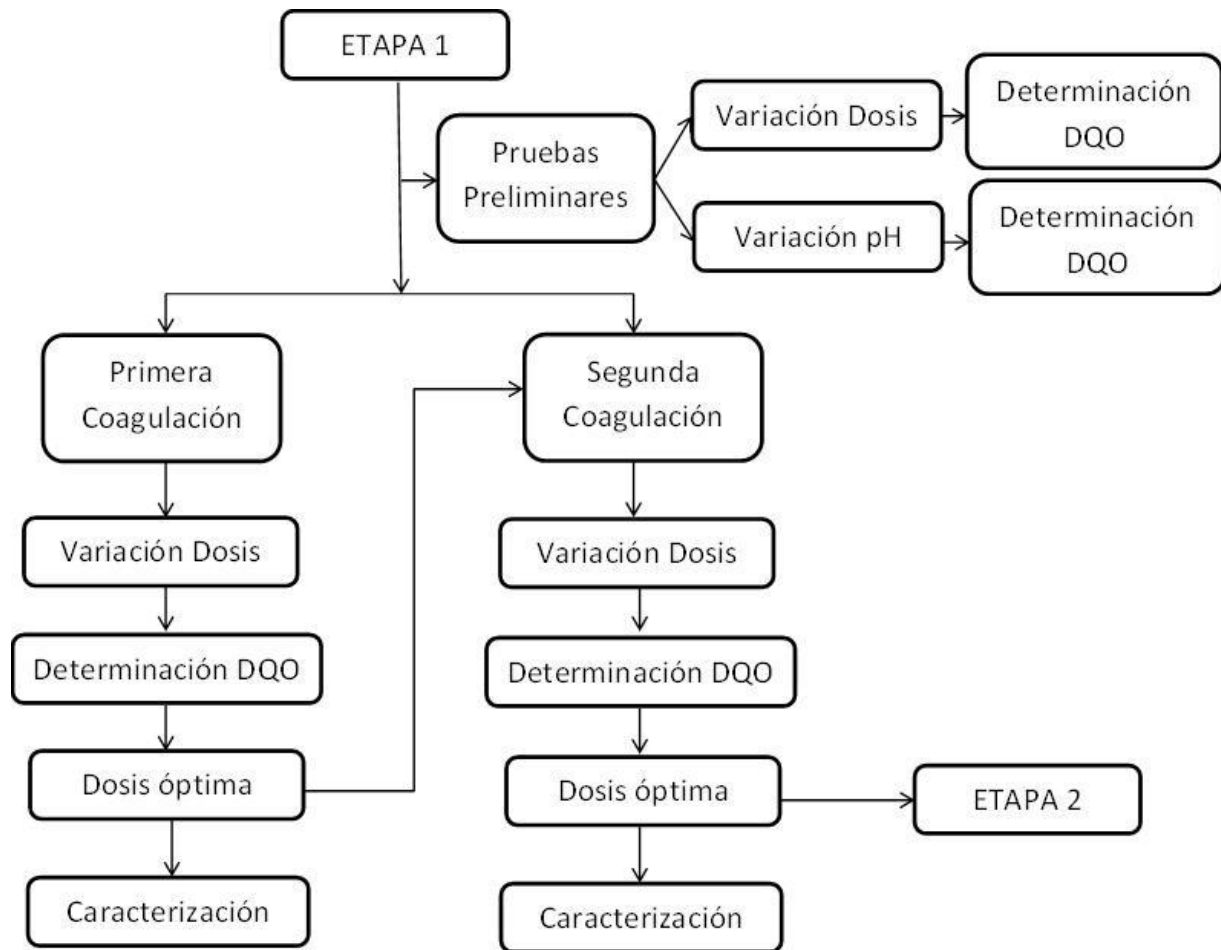 ETAPA 1
Pruebas
Preliminares
Variación Dosis
Determinación
DQO
Variación pH
Determinación
DQO
Primera
Coagulación
Variación Dosis
Determinación DQO
Dosis óptima
Caracterización
Segunda
Coagulación
Variación Dosis
Determinación DQO
Dosis óptima
Caracterización
ETAPA 2